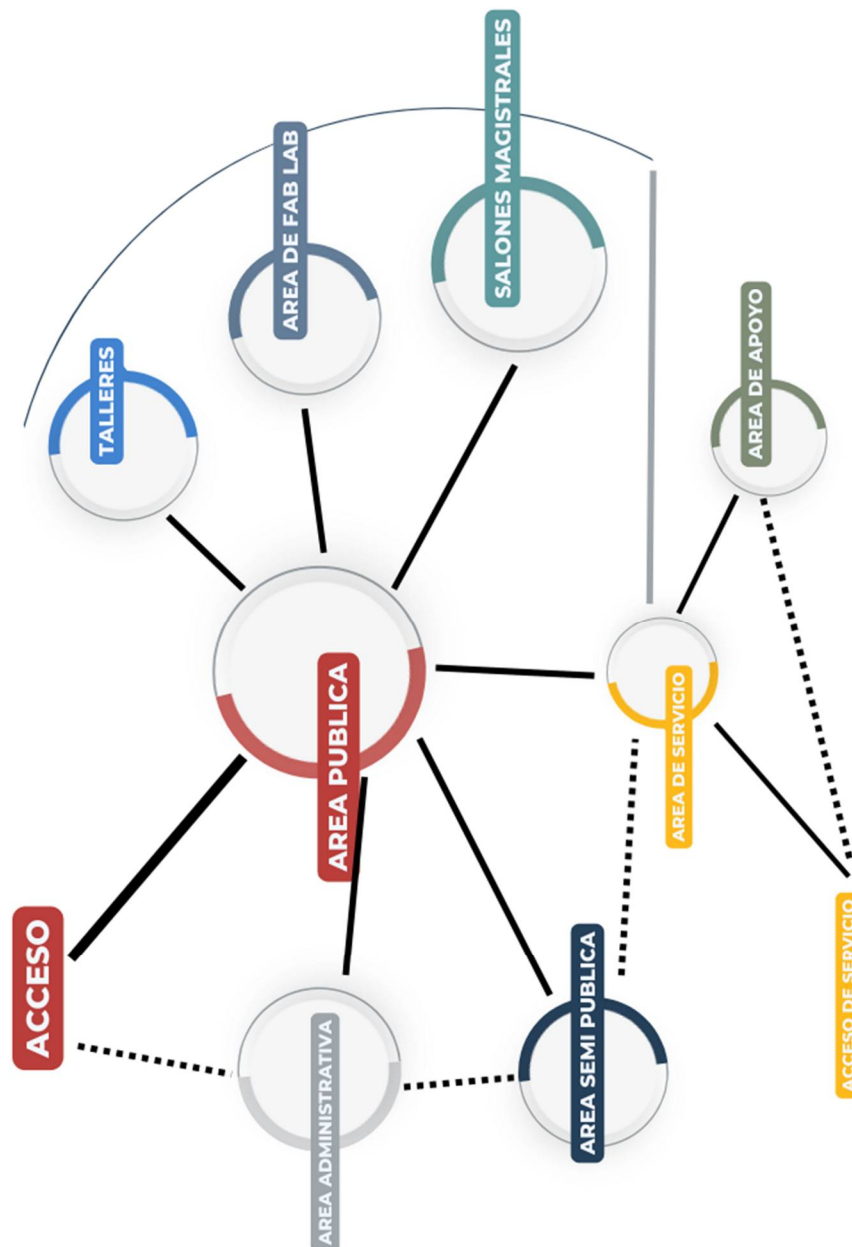 TALLERES
AREA DE FAB LAB
SALONES MAGISTRALES
AREA DE APOYO
AREA PUBLICA
AREA DE SERVICIO
ACCESO
AREA ADMINISTRATIVA
AREA SEMI PUBLICA
ACCESO DE SERVICIO